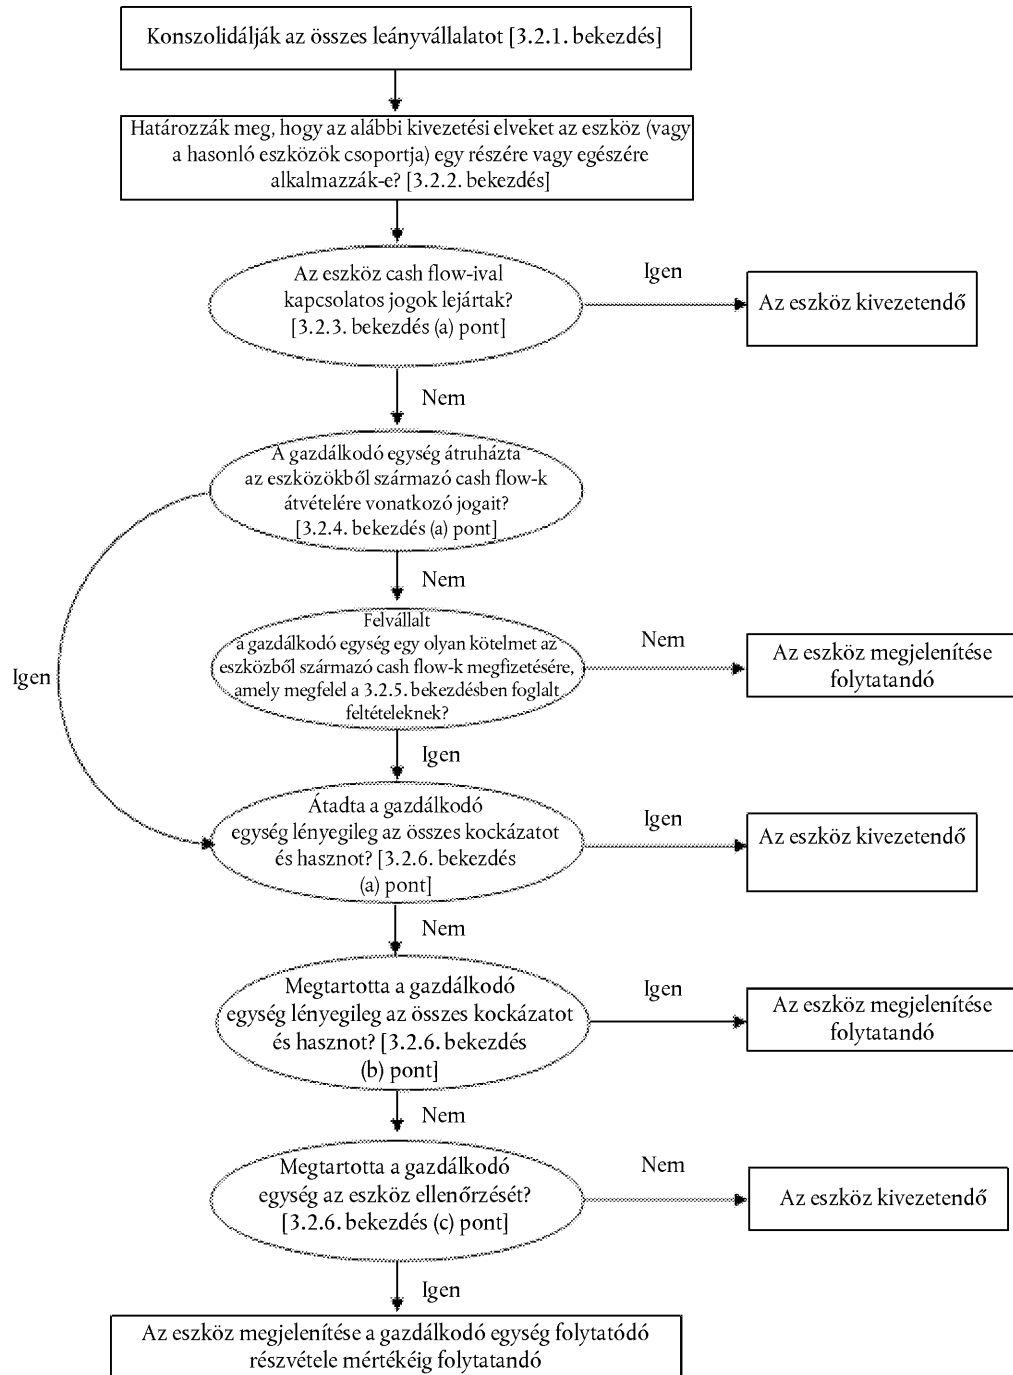 Konszolidálják az összes leányvállalatot [3.2.1. bekezdés]
Határozzák meg, hogy az alábbi kivezetési elveket az eszköz (vagy
a hasonló eszközök csoportja) egy részére vagy egészére
alkalmazzák-e? [3.2.2. bekezdés]
Az eszköz cash flow-ival
kapcsolatos jogok lejártak?
[3.2.3. bekezdés (a) pont]
Igen
Az eszköz kivezetendő
Nem
A gazdálkodó egység átruházta
az eszközökből származó cash flow-k
átvételére vonatkozó jogait?
[3.2.4. bekezdés (a) pont]
Nem
Igen
Felvállalt
a gazdálkodó egység egy olyan kötelmet az
eszközből származó cash flow-k megfizetésére,
amely megfelel a 3.2.5. bekezdésben foglalt
feltételeknek?
Nem
Az eszköz megjelenítése
folytatandó
Igen
Átadta a gazdálkodó
egység lényegileg az összes kockázatot
és hasznot? [3.2.6. bekezdés
(a) pont]
Igen
Az eszköz kivezetendő
Nem
Megtartotta a gazdálkodó
egység lényegileg az összes kockázatot
és hasznot? [3.2.6. bekezdés
(b) pont]
Igen
Az eszköz megjelenítése
folytatandó
Nem
Megtartotta a gazdálkodó
egység az eszköz ellenőrzését?
[3.2.6. bekezdés (c) pont]
Nem
Az eszköz kivezetendő
Igen
Az eszköz megjelenítése a gazdálkodó egység folytatódó
részvétele mértékéig folytatandó